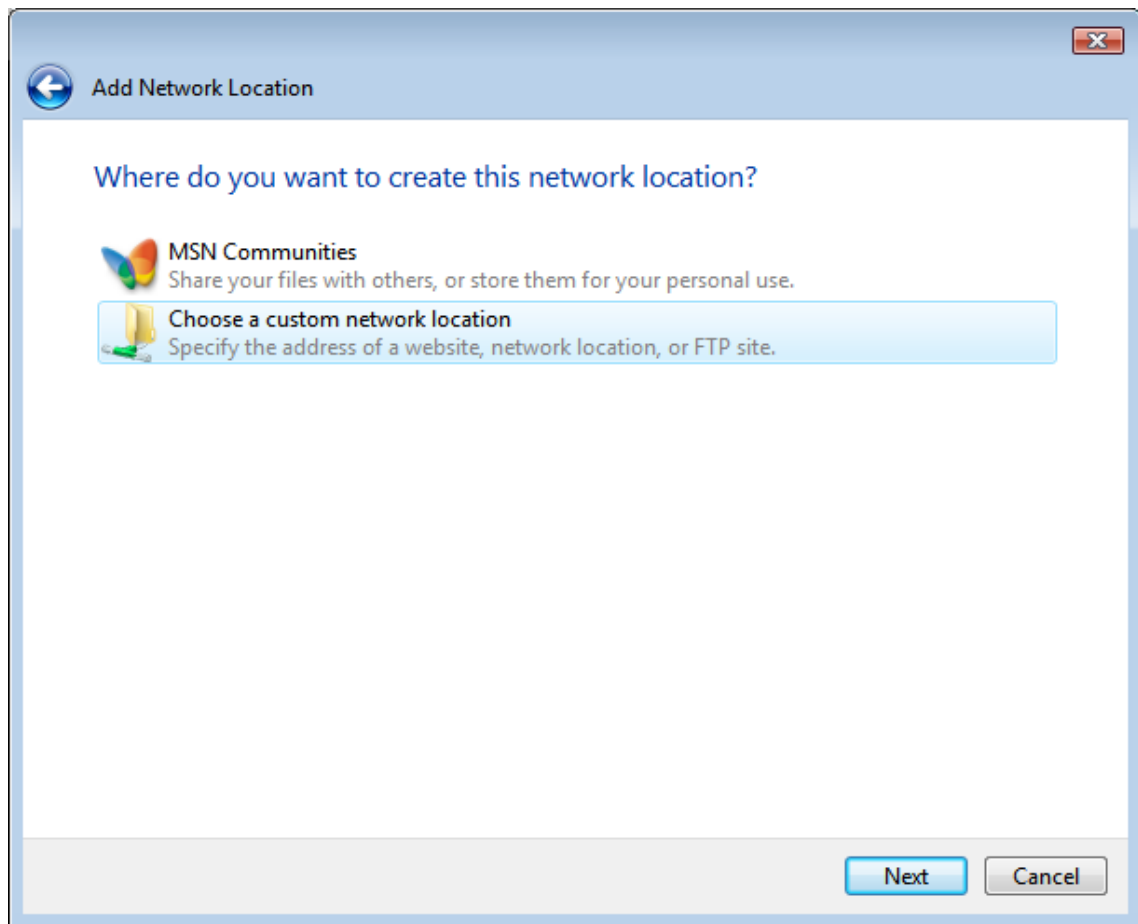 Add Network Location
Where do you want to create this network location?
MSN Communities
Share your files with others, or store them for your personal use.
Choose a custom network location
Specify the address of a website, network location, or FTP site.
Next
Cancel